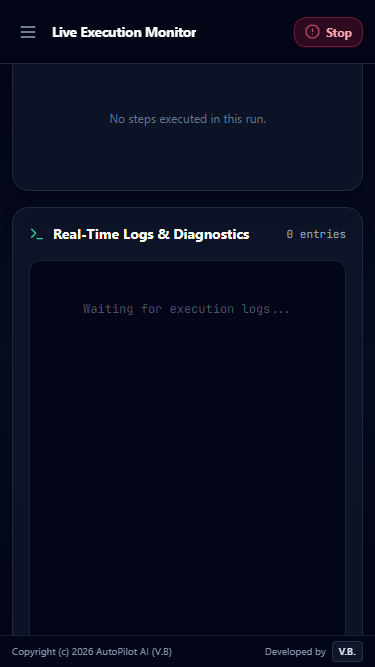 Live Execution Monitor
Stop
No steps executed in this run.
Real-Time Logs & Diagnostics
0 entries
Waiting for execution logs...
Copyright (c) 2026 AutoPilot AI (V.B)
Developed by V.B.